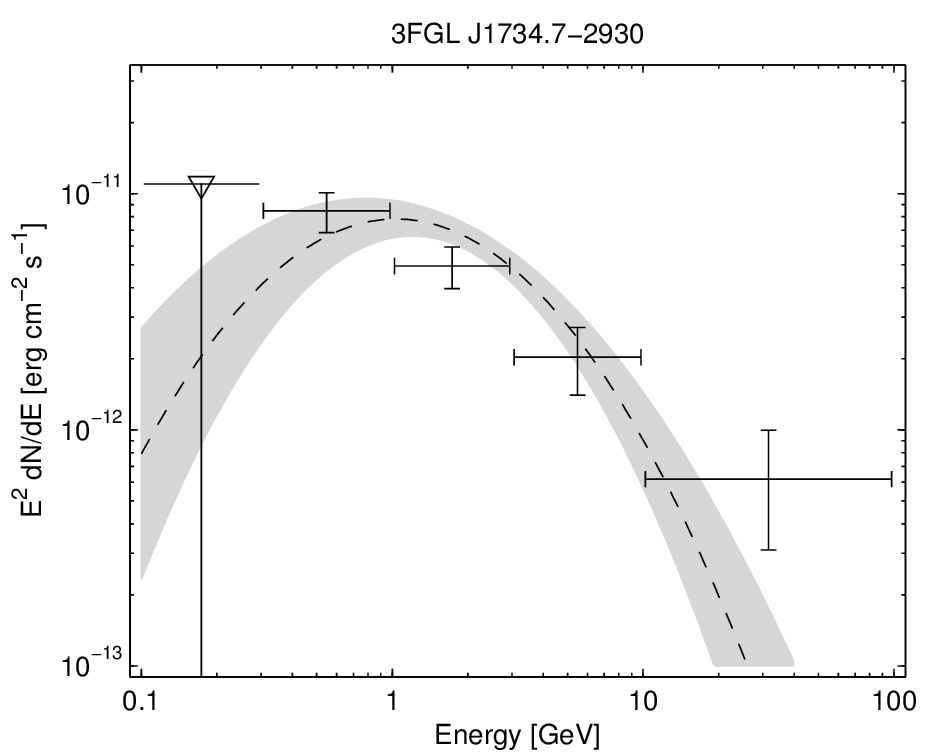 3FGL J1734.7−2930
10⁻¹¹
10⁻¹²
10⁻¹³
E² dN/dE [erg cm⁻² s⁻¹]
0.1 1 10 100
Energy [GeV]